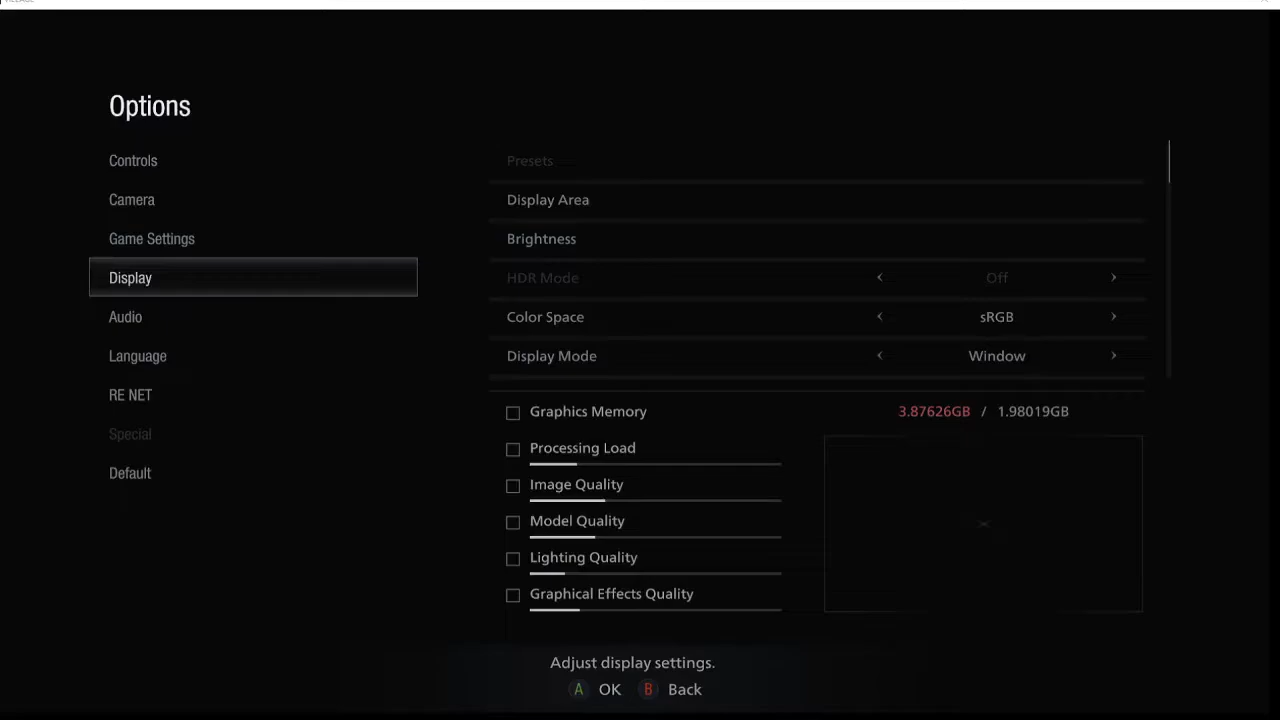 Options
Controls
Camera
Game Settings
Display
Audio
Language
RE NET
Special
Default
Presets
Display Area
Brightness
HDR Mode < Off >
Color Space < sRGB >
Display Mode < Window >
Graphics Memory 3.87626GB / 1.98019GB
Processing Load
Image Quality
Model Quality
Lighting Quality
Graphical Effects Quality
Adjust display settings.
A OK B Back